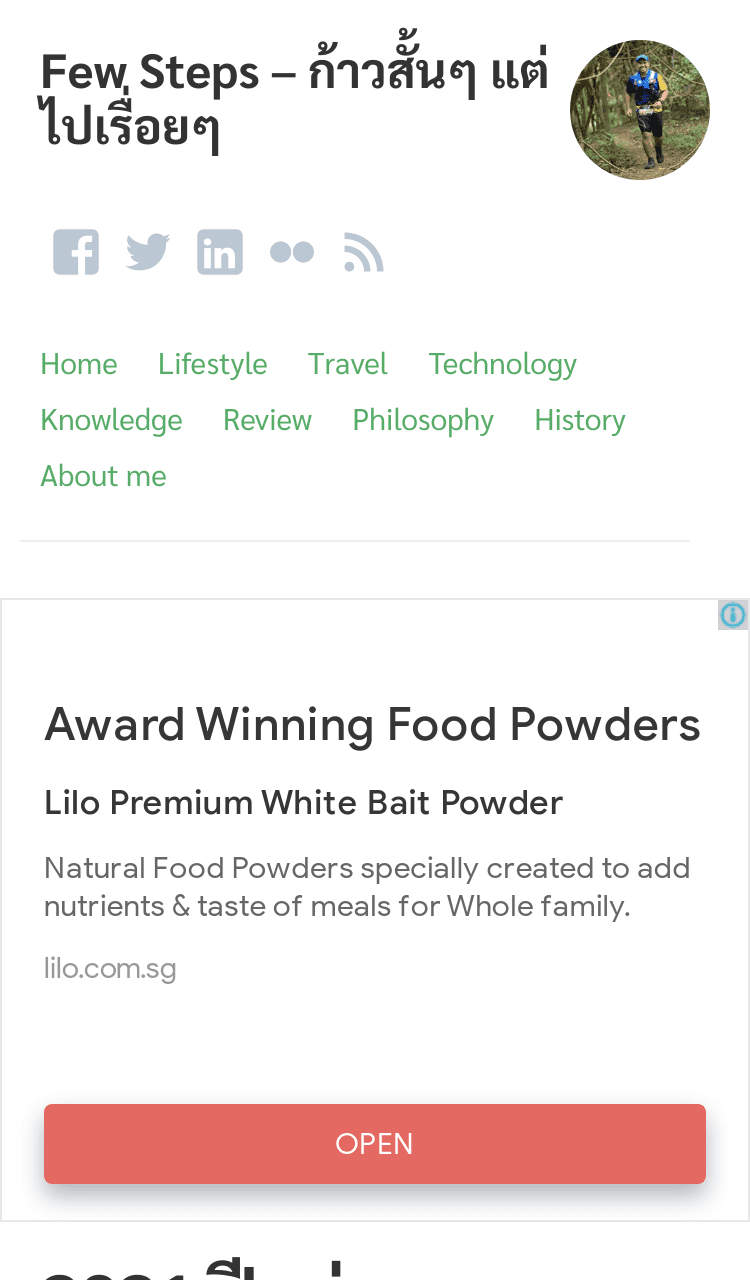 Few Steps – ก้าวสั้นๆ แต่
ไปเรื่อยๆ
Home Lifestyle Travel Technology
Knowledge Review Philosophy History
About me
Award Winning Food Powders
Lilo Premium White Bait Powder
Natural Food Powders specially created to add
nutrients & taste of meals for Whole family.
lilo.com.sg
OPEN